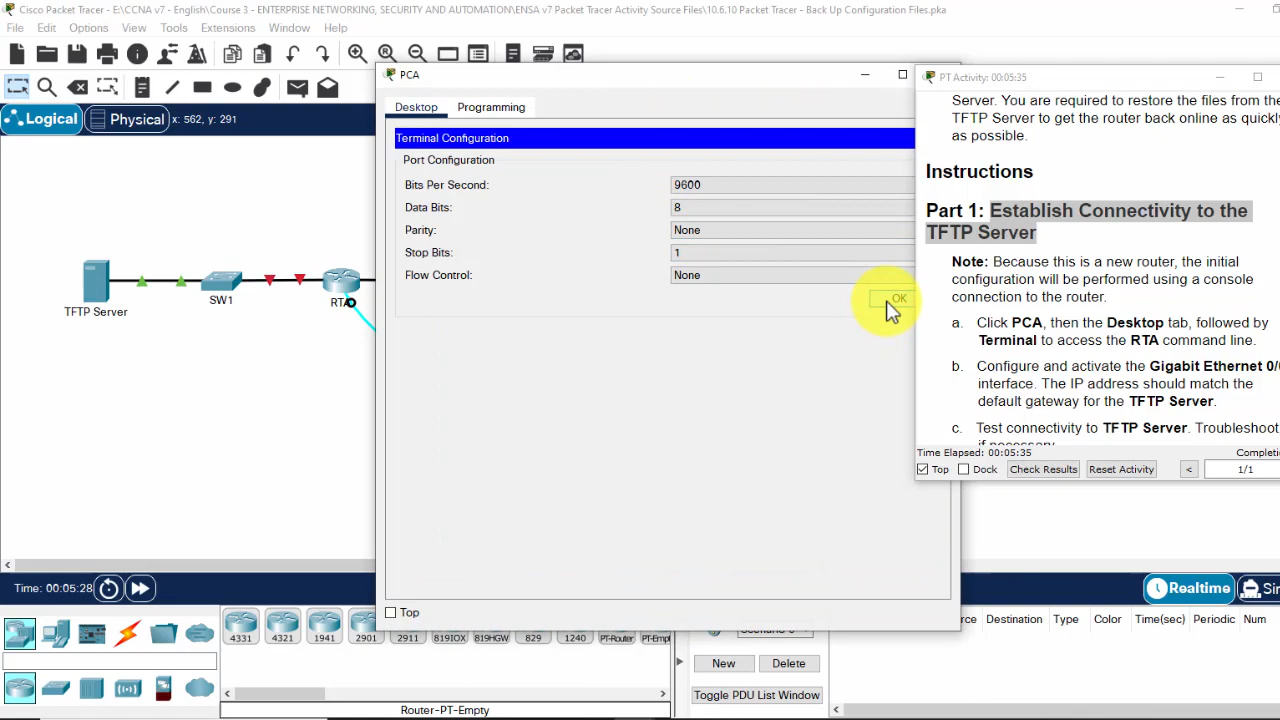 Cisco Packet Tracer - E:\CCNA v7 - English\Course 3 - ENTERPRISE NETWORKING, SECURITY AND AUTOMATION\ENSA v7 Packet Tracer Activity Source Files\10.6.10 Packet Tracer - Back Up Configuration Files.pka
File Edit Options View Tools Extensions Window Help
Logical Physical x: 562, y: 291
TFTP Server
SW1
RTA
PCA
Desktop Programming
Terminal Configuration
Port Configuration
Bits Per Second: 9600
Data Bits: 8
Parity: None
Stop Bits: 1
Flow Control: None
OK
Top
PT Activity: 00:05:35
Server. You are required to restore the files from the
TFTP Server to get the router back online as quickly
as possible.
Instructions
Part 1: Establish Connectivity to the
TFTP Server
Note: Because this is a new router, the initial
configuration will be performed using a console
connection to the router.
a. Click PCA, then the Desktop tab, followed by
Terminal to access the RTA command line.
b. Configure and activate the Gigabit Ethernet 0/
interface. The IP address should match the
default gateway for the TFTP Server.
c. Test connectivity to TFTP Server. Troubleshoot
if necessary.
Time Elapsed: 00:05:35 Completi
Top Dock Check Results Reset Activity < 1/1
Time: 00:05:28 Realtime Sir
4331 4321 1941 2901 2911 819IOX 819HGW 829 1240 PT-Router PT-Empt
Router-PT-Empty
New Delete
Toggle PDU List Window
rce Destination Type Color Time(sec) Periodic Num